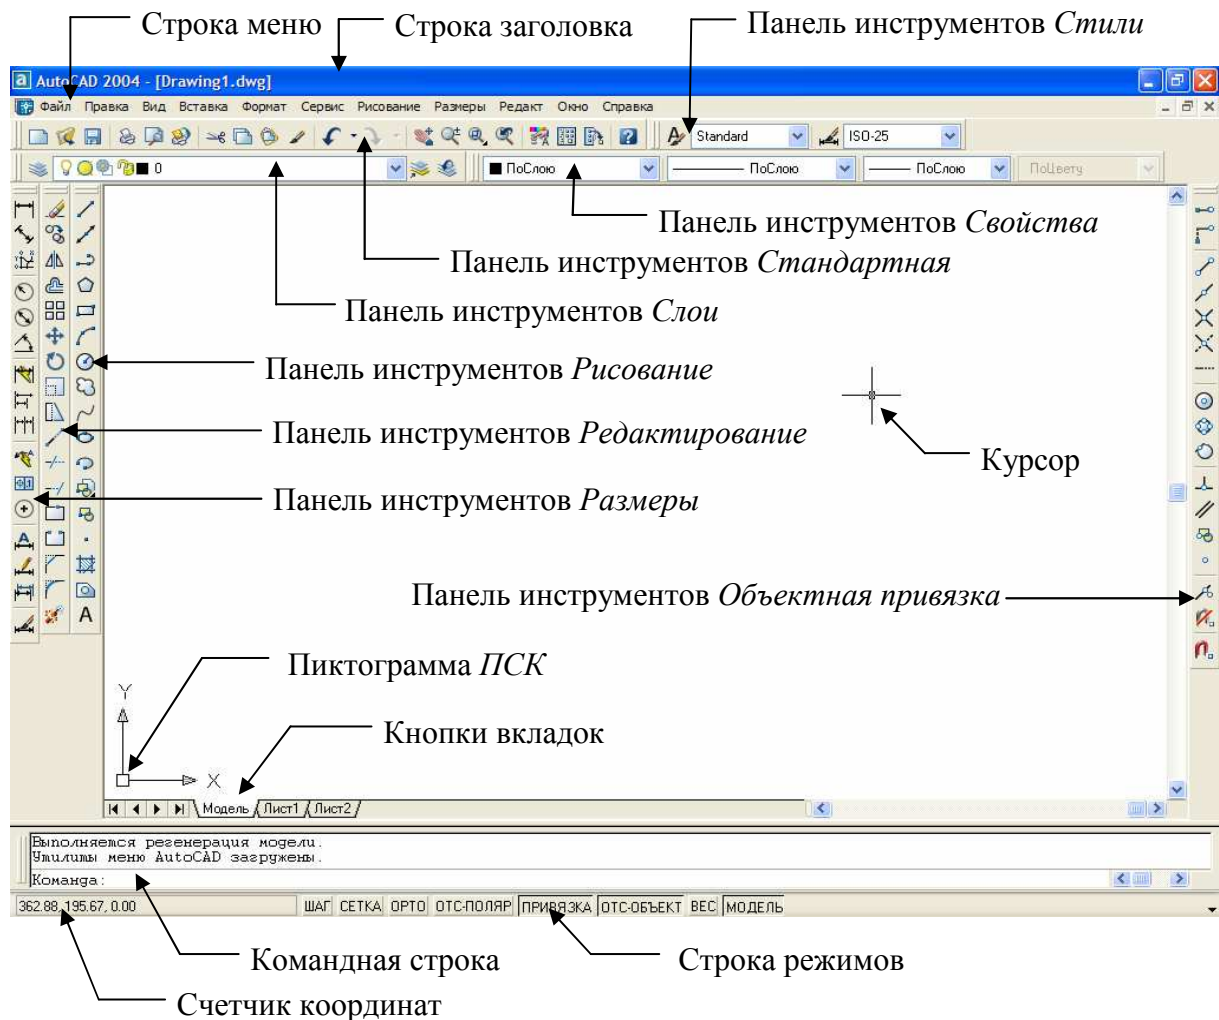 Строка меню
Строка заголовка
Панель инструментов Стили
AutoCAD 2004 - [Drawing1.dwg]
Файл Правка Вид Вставка Формат Сервис Рисование Размеры Редакт Окно Справка
Standard
ISO-25
0
ПоСлою
ПоСлою
ПоСлою
ПоЦвету
Панель инструментов Свойства
Панель инструментов Стандартная
Панель инструментов Слои
Панель инструментов Рисование
Панель инструментов Редактирование
Курсор
Панель инструментов Размеры
Панель инструментов Объектная привязка
A
Пиктограмма ПСК
Y
Кнопки вкладок
X
Модель Лист1 Лист2
Выполняется регенерация модели.
Утилиты меню AutoCAD загружены.
Команда:
362.88, 195.67, 0.00
ШАГ СЕТКА ОРТО ОТС-ПОЛЯР ПРИВЯЗКА ОТС-ОБЪЕКТ ВЕС МОДЕЛЬ
Командная строка
Строка режимов
Счетчик координат